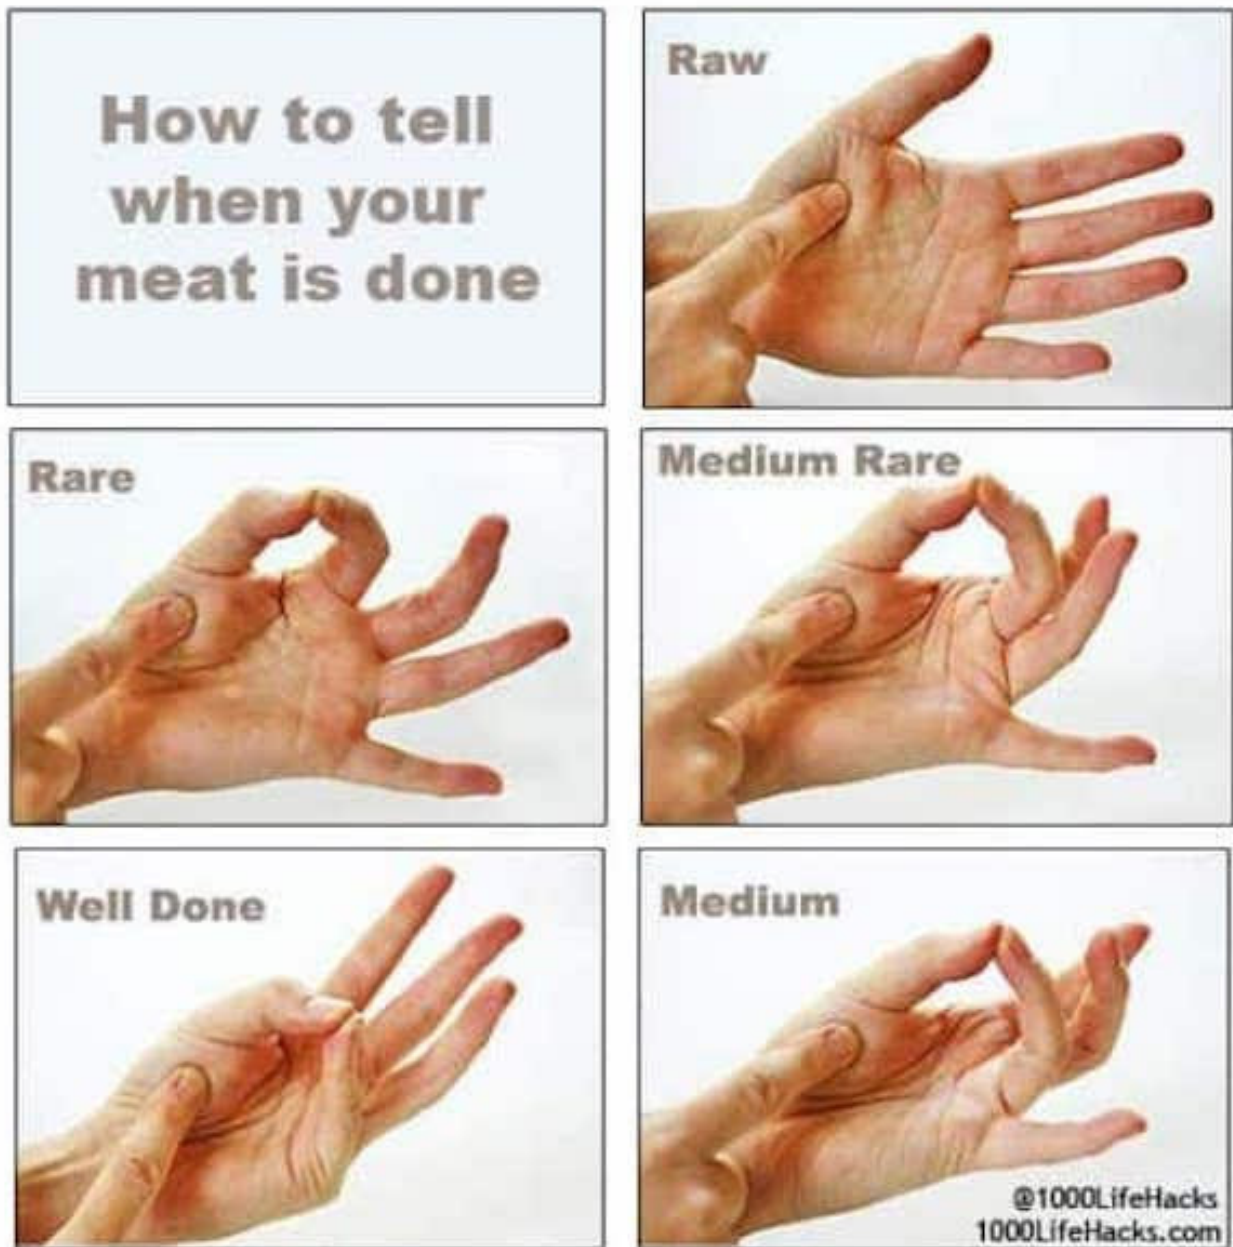 How to tell
when your
meat is done
Raw
Rare
Medium Rare
Well Done
Medium
@1000LifeHacks
1000LifeHacks.com